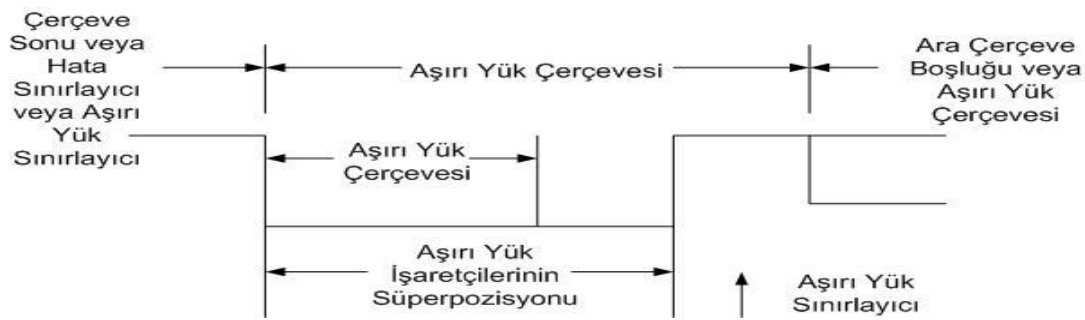 Çerçeve
Sonu veya
Hata
Sınırlayıcı
veya Aşırı
Yük
Sınırlayıcı
Aşırı Yük Çerçevesi
Ara Çerçeve
Boşluğu veya
Aşırı Yük
Çerçevesi
Aşırı Yük
Çerçevesi
Aşırı Yük
İşaretçilerinin
Süperpozisyonu
Aşırı Yük
Sınırlayıcı